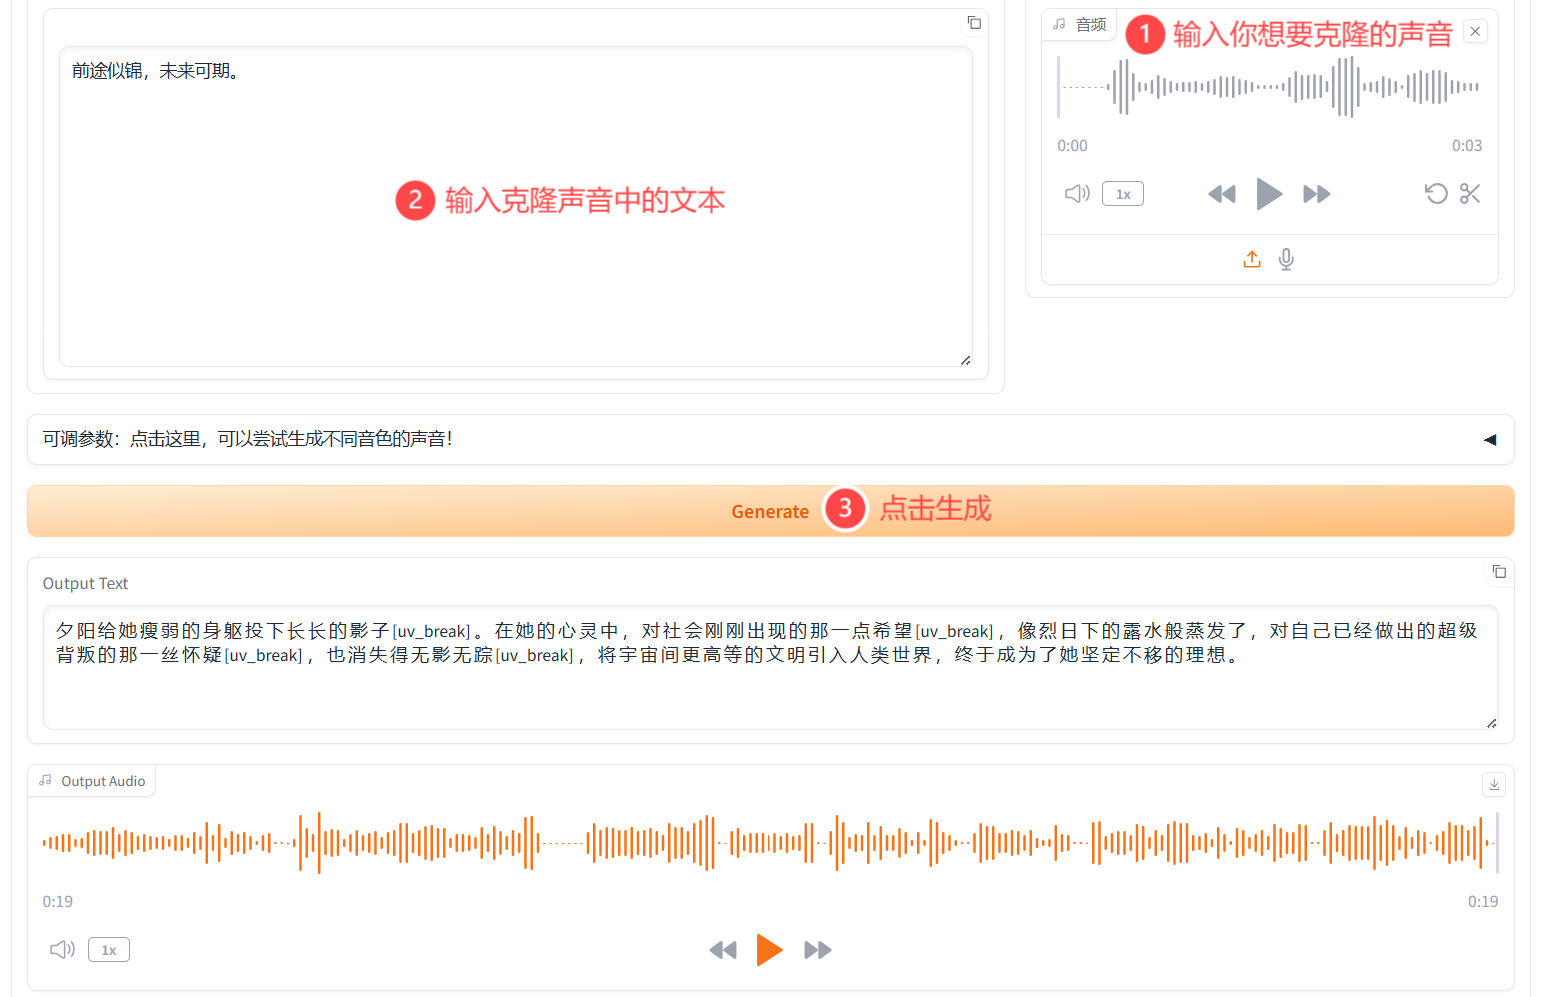 前途似锦，未来可期。
2 输入克隆声音中的文本
音频
1 输入你想要克隆的声音
0:00
0:03
1x
可调参数：点击这里，可以尝试生成不同音色的声音！
Generate
3 点击生成
Output Text
夕阳给她瘦弱的身躯投下长长的影子[uv_break]。在她的心灵中，对社会刚刚出现的那一点希望[uv_break]，像烈日下的露水般蒸发了，对自己已经做出的超级
背叛的那一丝怀疑[uv_break]，也消失得无影无踪[uv_break]，将宇宙间更高等的文明引入人类世界，终于成为了她坚定不移的理想。
Output Audio
0:19
0:19
1x